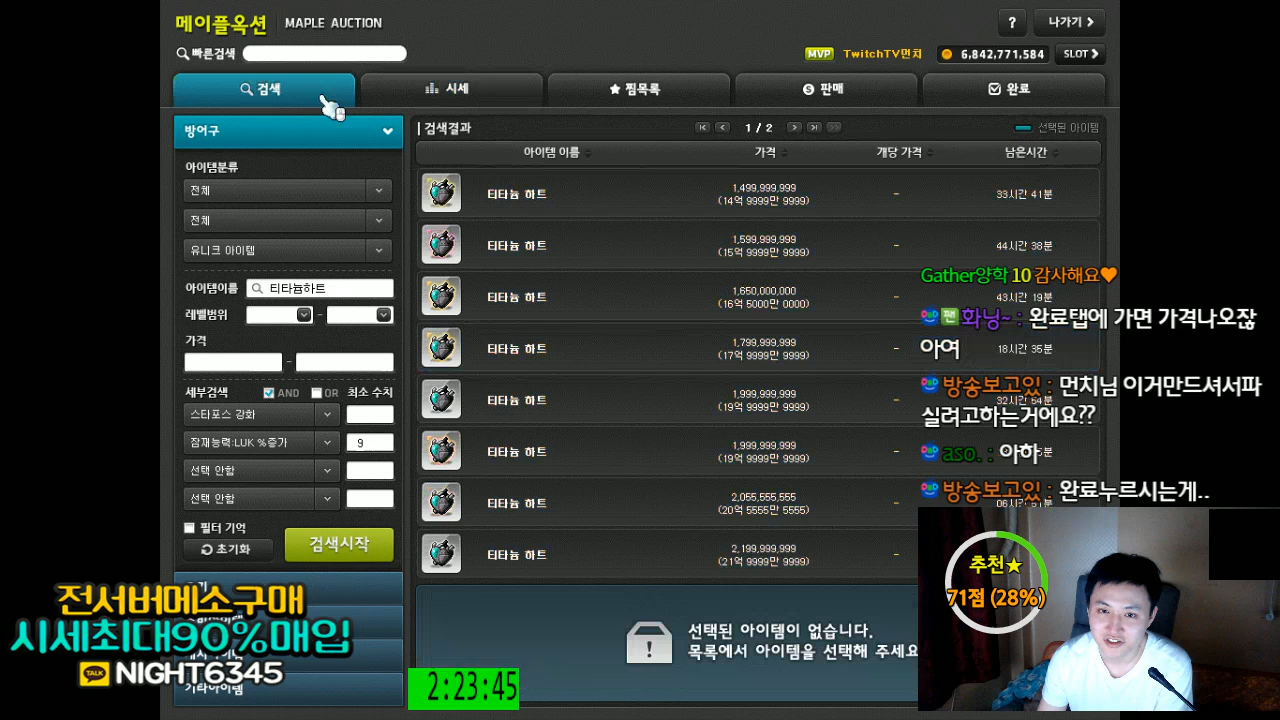 메이플옥션
MAPLE AUCTION
?
나가기
빠른검색
MVP TwitchTV먼치 6,842,771,584 SLOT
검색
시세
찜목록
판매
완료
방어구
검색결과
1 / 2
선택된 아이템
아이템분류
전체
전체
유니크 아이템
아이템이름 티타늄하트
레벨범위 -
가격
-
세부검색 AND OR 최소 수치
스타포스 강화
잠재능력:LUK %증가 9
선택 안함
선택 안함
필터 기억
초기화
검색시작
기타아이템
아이템 이름 가격 개당 가격 남은시간
티타늄 하트 1,499,999,999 - 33시간 41분
(14억 9999만 9999)
티타늄 하트 1,599,999,999 - 44시간 38분
(15억 9999만 9999)
티타늄 하트 1,650,000,000 - 43시간 19분
(16억 5000만 0000)
티타늄 하트 1,799,999,999 - 18시간 35분
(17억 9999만 9999)
티타늄 하트 1,999,999,999 - 32시간 54분
(19억 9999만 9999)
티타늄 하트 1,999,999,999 -
(19억 9999만 9999)
티타늄 하트 2,055,555,555 -
(20억 5555만 5555)
티타늄 하트 2,199,999,999 -
(21억 9999만 9999)
선택된 아이템이 없습니다.
목록에서 아이템을 선택해 주세요
Gather양학 10 감사해요
팬 화닝~ : 완료탭에 가면 가격나오잖
아여
방송보고있 : 먼치님 이거만드셔서파
실려고하는거에요??
aso. : 아하
방송보고있 : 완료누르시는게..
추천★
71점 (28%)
전서버메소구매
시세최대90%매입
TALK NIGHT6345
2:23:45